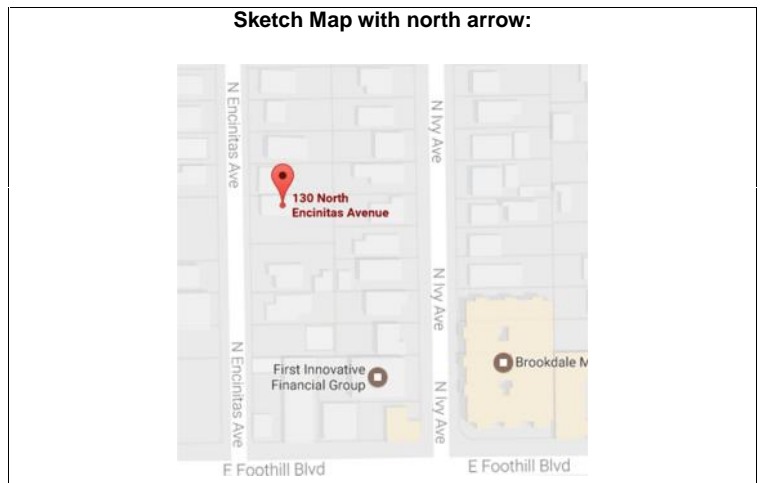 Sketch Map with north arrow:
N Encinitas Ave
N Ivy Ave
130 North
Encinitas Avenue
N Ivy Ave
N Encinitas Ave
First Innovative
Financial Group
Brookdale M
N Ivy Ave
E Foothill Blvd
E Foothill Blvd